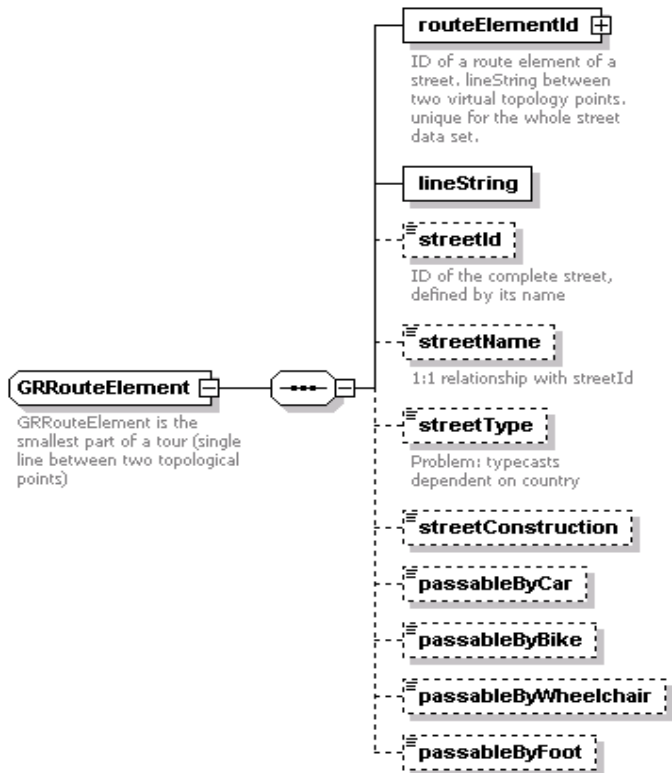 routeElementId
ID of a route element of a
street. lineString between
two virtual topology points.
unique for the whole street
data set.
lineString
streetId
ID of the complete street,
defined by its name
streetName
1:1 relationship with streetId
GRRouteElement
GRRouteElement is the
smallest part of a tour (single
line between two topological
points)
streetType
Problem: typecasts
dependent on country
streetConstruction
passableByCar
passableByBike
passableByWheelchair
passableByFoot